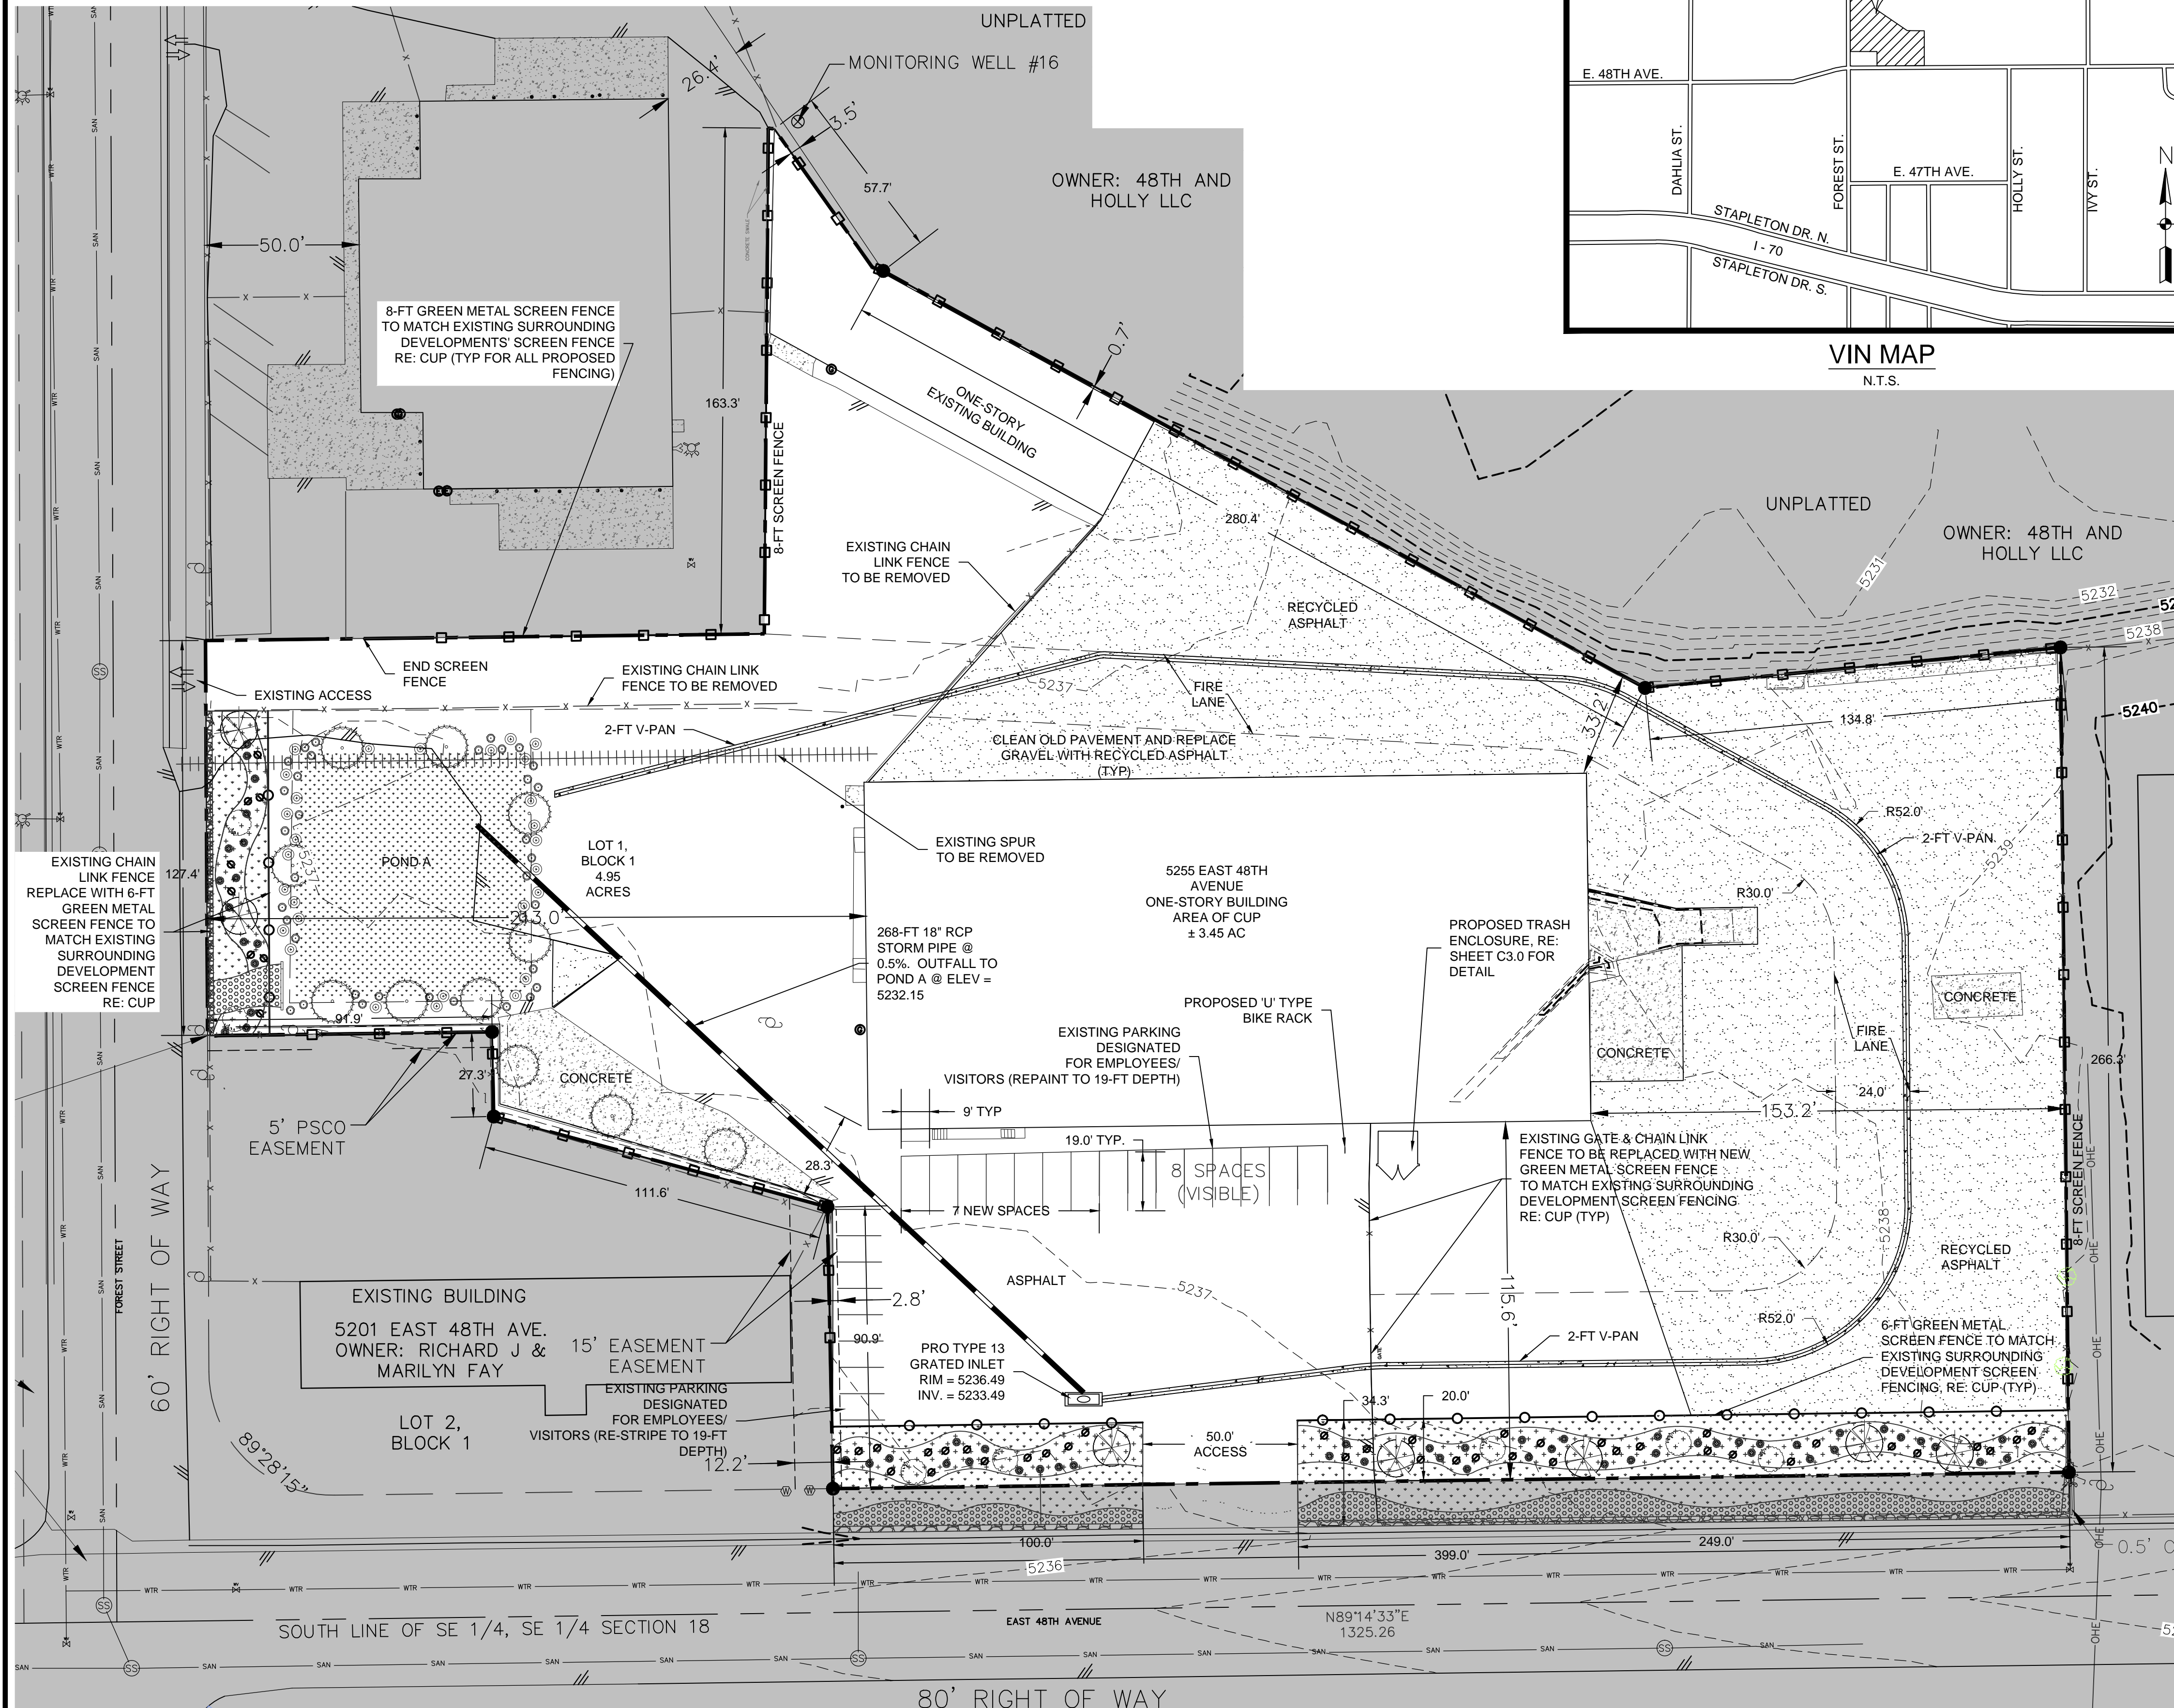 UNPLATTED
MONITORING WELL #16
26.4'
3.5'
57.7'
OWNER: 48TH AND
HOLLY LLC
E. 48TH AVE.
DAHLIA ST.
FOREST ST.
E. 47TH AVE.
HOLLY ST.
IVY ST.
STAPLETON DR. N.
I - 70
STAPLETON DR. S.
N
VIN MAP
N.T.S.
50.0'
CONCRETE SWALE
8-FT GREEN METAL SCREEN FENCE
TO MATCH EXISTING SURROUNDING
DEVELOPMENTS' SCREEN FENCE
RE: CUP (TYP FOR ALL PROPOSED
FENCING)
163.3'
8-FT SCREEN FENCE
0.7'
ONE-STORY
EXISTING BUILDING
280.4'
UNPLATTED
OWNER: 48TH AND
HOLLY LLC
5231
5232
5238
5240
EXISTING CHAIN
LINK FENCE
TO BE REMOVED
RECYCLED
ASPHALT
END SCREEN
FENCE
EXISTING ACCESS
EXISTING CHAIN LINK
FENCE TO BE REMOVED
2-FT V-PAN
5237
FIRE
LANE
33.2'
134.8'
CLEAN OLD PAVEMENT AND REPLACE
GRAVEL WITH RECYCLED ASPHALT
(TYP)
R52.0'
2-FT V-PAN
5239
EXISTING SPUR
TO BE REMOVED
LOT 1,
BLOCK 1
4.95
ACRES
POND A
5237
213.0'
127.4'
EXISTING CHAIN
LINK FENCE
REPLACE WITH 6-FT
GREEN METAL
SCREEN FENCE TO
MATCH EXISTING
SURROUNDING
DEVELOPMENT
SCREEN FENCE
RE: CUP
5255 EAST 48TH
AVENUE
ONE-STORY BUILDING
AREA OF CUP
± 3.45 AC
R30.0'
268-FT 18" RCP
STORM PIPE @
0.5%. OUTFALL TO
POND A @ ELEV =
5232.15
PROPOSED TRASH
ENCLOSURE, RE:
SHEET C3.0 FOR
DETAIL
PROPOSED 'U' TYPE
BIKE RACK
EXISTING PARKING
DESIGNATED
FOR EMPLOYEES/
VISITORS (REPAINT TO 19-FT DEPTH)
CONCRETE
CONCRETE
FIRE
LANE
266.3'
91.9'
27.3'
CONCRETE
5' PSCO
EASEMENT
9' TYP
24.0'
153.2'
19.0' TYP.
8 SPACES
(VISIBLE)
7 NEW SPACES
28.3'
111.6'
EXISTING GATE & CHAIN LINK
FENCE TO BE REPLACED WITH NEW
GREEN METAL SCREEN FENCE
TO MATCH EXISTING SURROUNDING
DEVELOPMENT SCREEN FENCING
RE: CUP (TYP)
8-FT SCREEN FENCE
5238
R30.0'
RECYCLED
ASPHALT
ASPHALT
5237
115.6'
60' RIGHT OF WAY
FOREST STREET
EXISTING BUILDING
5201 EAST 48TH AVE.
OWNER: RICHARD J &
MARILYN FAY
15' EASEMENT
EASEMENT
2.8'
90.9'
PRO TYPE 13
GRATED INLET
RIM = 5236.49
INV. = 5233.49
GATE
2-FT V-PAN
R52.0'
6-FT GREEN METAL
SCREEN FENCE TO MATCH
EXISTING SURROUNDING
DEVELOPMENT SCREEN
FENCING, RE: CUP (TYP)
EXISTING PARKING
DESIGNATED
FOR EMPLOYEES/
VISITORS (RE-STRIPE TO 19-FT
DEPTH)
LOT 2,
BLOCK 1
89°28'15"
12.2'
34.3'
20.0'
50.0'
ACCESS
100.0'
249.0'
399.0'
5236
0.5'
WTR
SAN
OHE
SS
SOUTH LINE OF SE 1/4, SE 1/4 SECTION 18
EAST 48TH AVENUE
N89°14'33"E
1325.26
80' RIGHT OF WAY